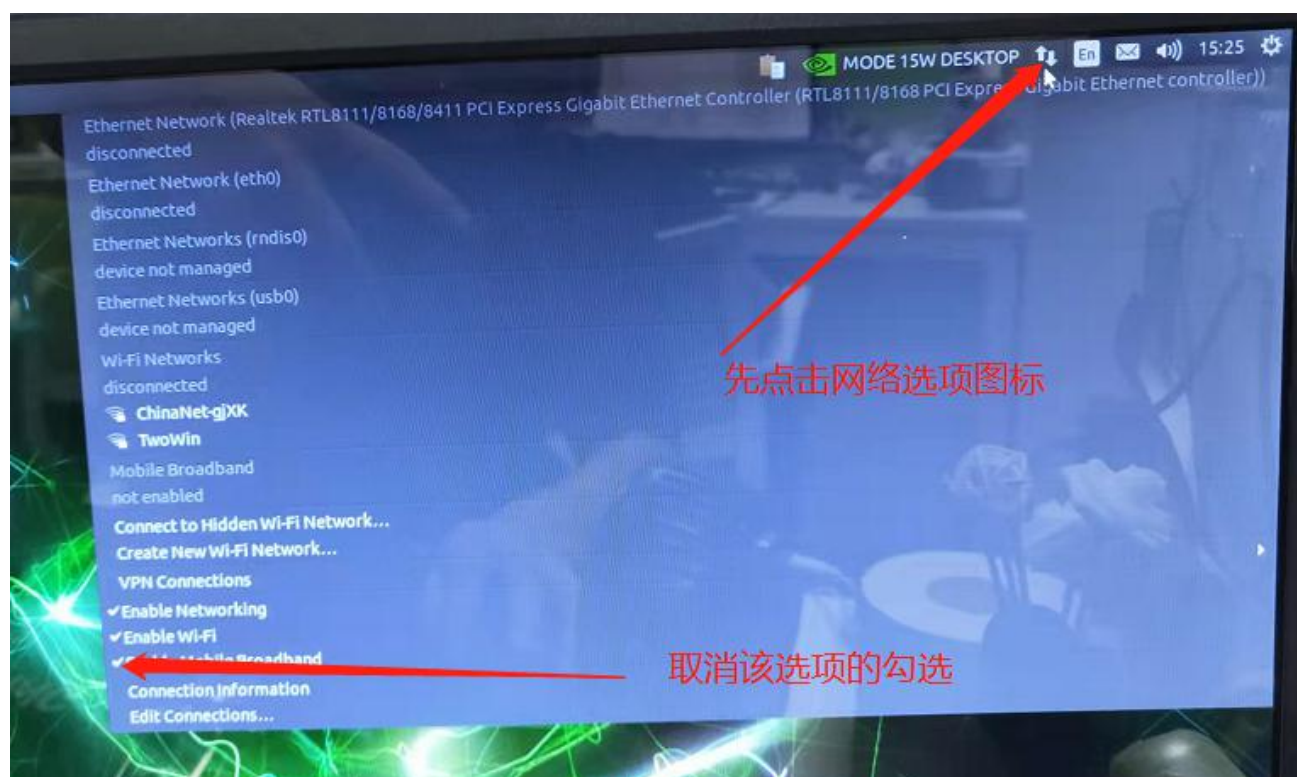 MODE 15W DESKTOP En 15:25
Ethernet Network (Realtek RTL8111/8168/8411 PCI Express Gigabit Ethernet Controller (RTL8111/8168 PCI Express Gigabit Ethernet controller))
disconnected
Ethernet Network (eth0)
disconnected
Ethernet Networks (rndis0)
device not managed
Ethernet Networks (usb0)
device not managed
Wi-Fi Networks
disconnected
先点击网络选项图标
ChinaNet-gjXK
TwoWin
Mobile Broadband
not enabled
Connect to Hidden Wi-Fi Network...
Create New Wi-Fi Network...
VPN Connections
Enable Networking
Enable Wi-Fi
Enable Mobile Broadband
取消该选项的勾选
Connection Information
Edit Connections...